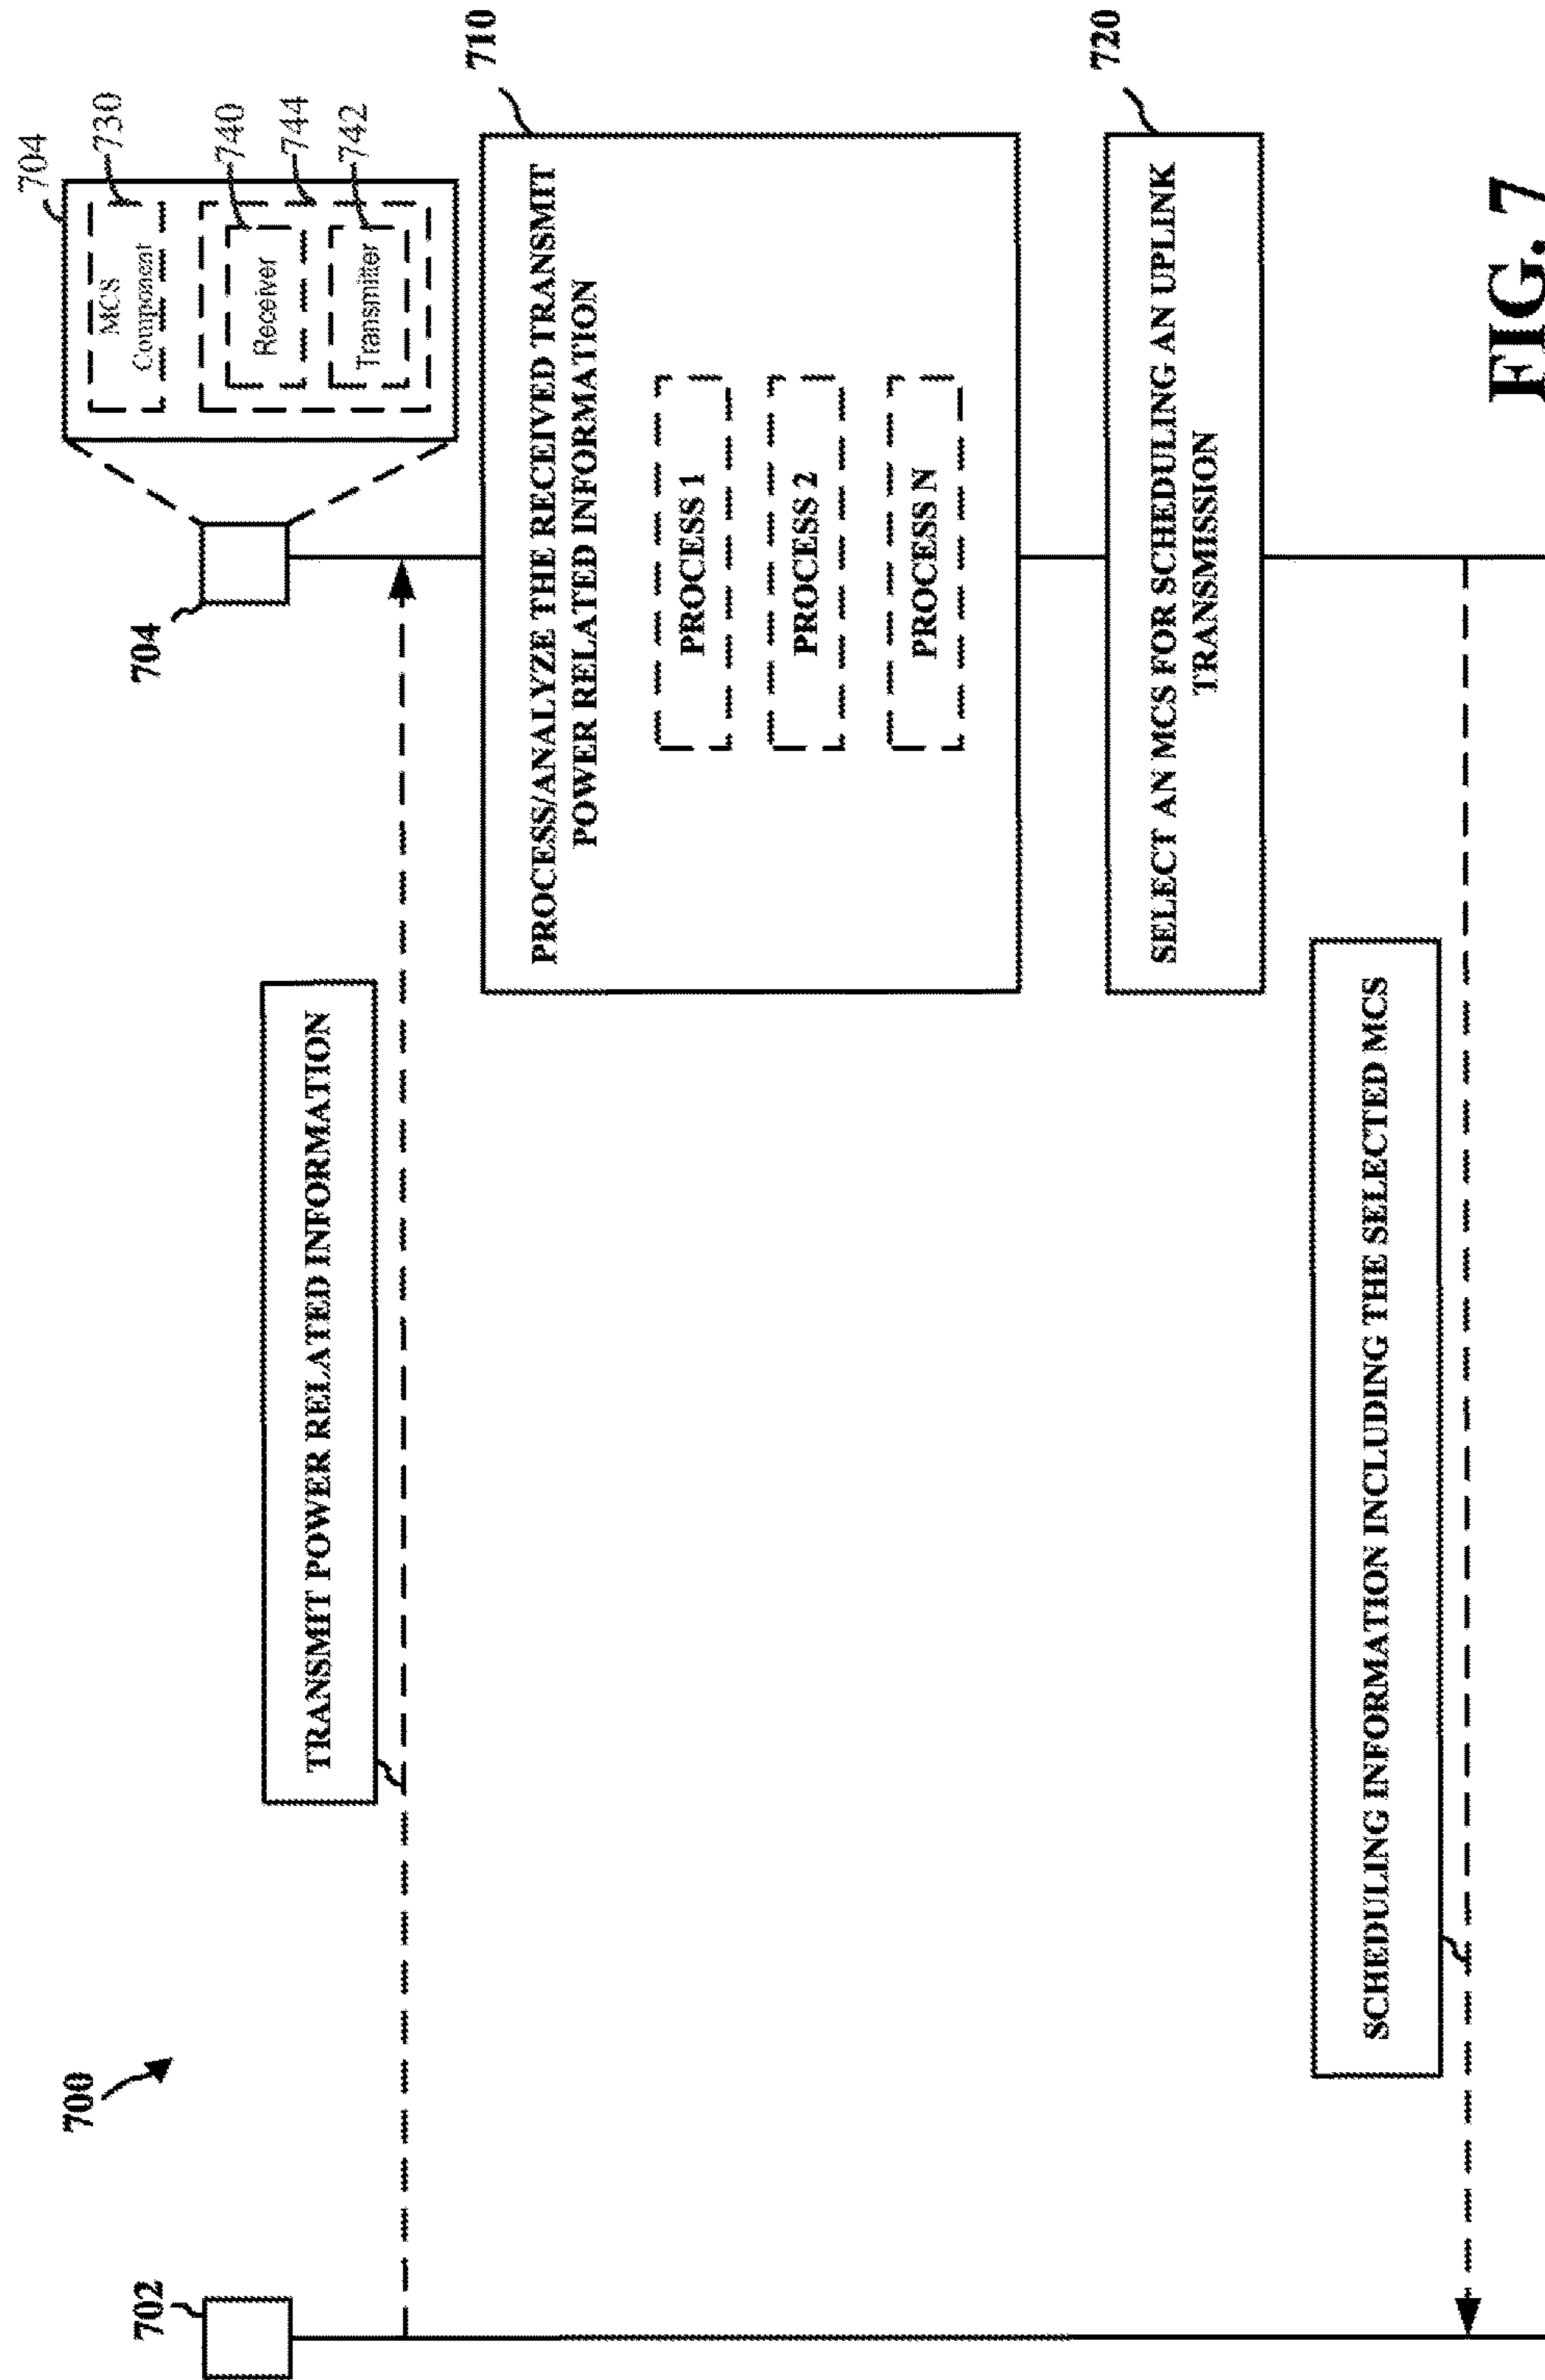 700
702
704
704
MCS
Component
730
Receiver
740
744
Transmitter
742
TRANSMIT POWER RELATED INFORMATION
710
PROCESS/ANALYZE THE RECEIVED TRANSMIT
POWER RELATED INFORMATION
PROCESS 1
PROCESS 2
PROCESS N
720
SELECT AN MCS FOR SCHEDULING AN UPLINK
TRANSMISSION
SCHEDULING INFORMATION INCLUDING THE SELECTED MCS
FIG. 7